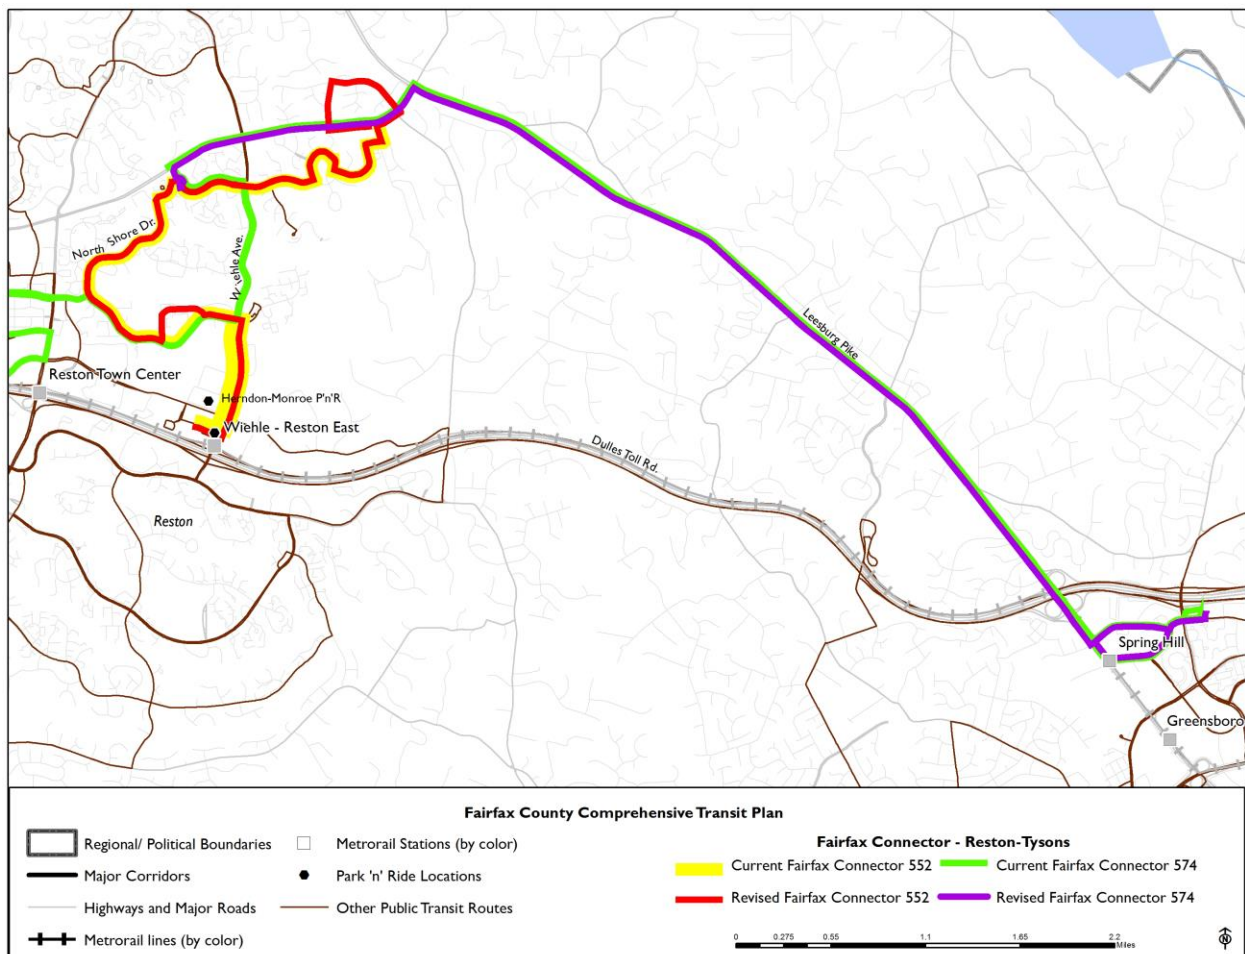 North Shore Dr.
Wiehle Ave.
Leesburg Pike
Reston Town Center
Herndon-Monroe P'n'R
Wiehle - Reston East
Dulles Toll Rd.
Reston
Spring Hill
Greensboro
Fairfax County Comprehensive Transit Plan
Regional/ Political Boundaries
Metrorail Stations (by color)
Major Corridors
Park 'n' Ride Locations
Highways and Major Roads
Other Public Transit Routes
Metrorail lines (by color)
Fairfax Connector - Reston-Tysons
Current Fairfax Connector 552
Current Fairfax Connector 574
Revised Fairfax Connector 552
Revised Fairfax Connector 574
0 0.275 0.55 1.1 1.65 2.2
Miles
N